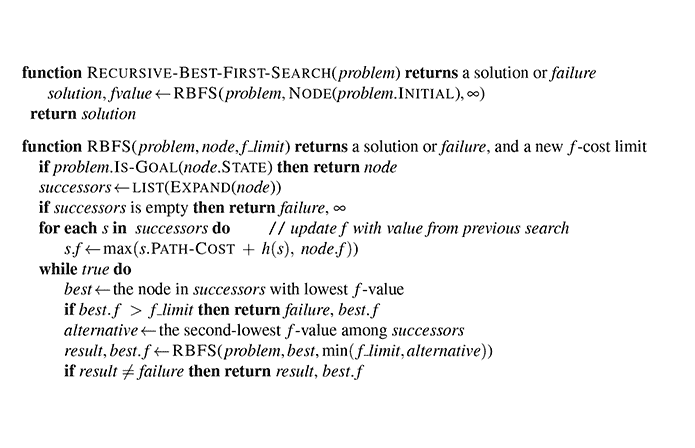 function RECURSIVE-BEST-FIRST-SEARCH(problem) returns a solution or failure
solution, fvalue ← RBFS(problem, NODE(problem.INITIAL), ∞)
return solution
function RBFS(problem, node, f_limit) returns a solution or failure, and a new f-cost limit
if problem.IS-GOAL(node.STATE) then return node
successors ← LIST(EXPAND(node))
if successors is empty then return failure, ∞
for each s in successors do // update f with value from previous search
s.f ← max(s.PATH-COST + h(s), node.f))
while true do
best ← the node in successors with lowest f-value
if best.f > f_limit then return failure, best.f
alternative ← the second-lowest f-value among successors
result, best.f ← RBFS(problem, best, min(f_limit, alternative))
if result ≠ failure then return result, best.f